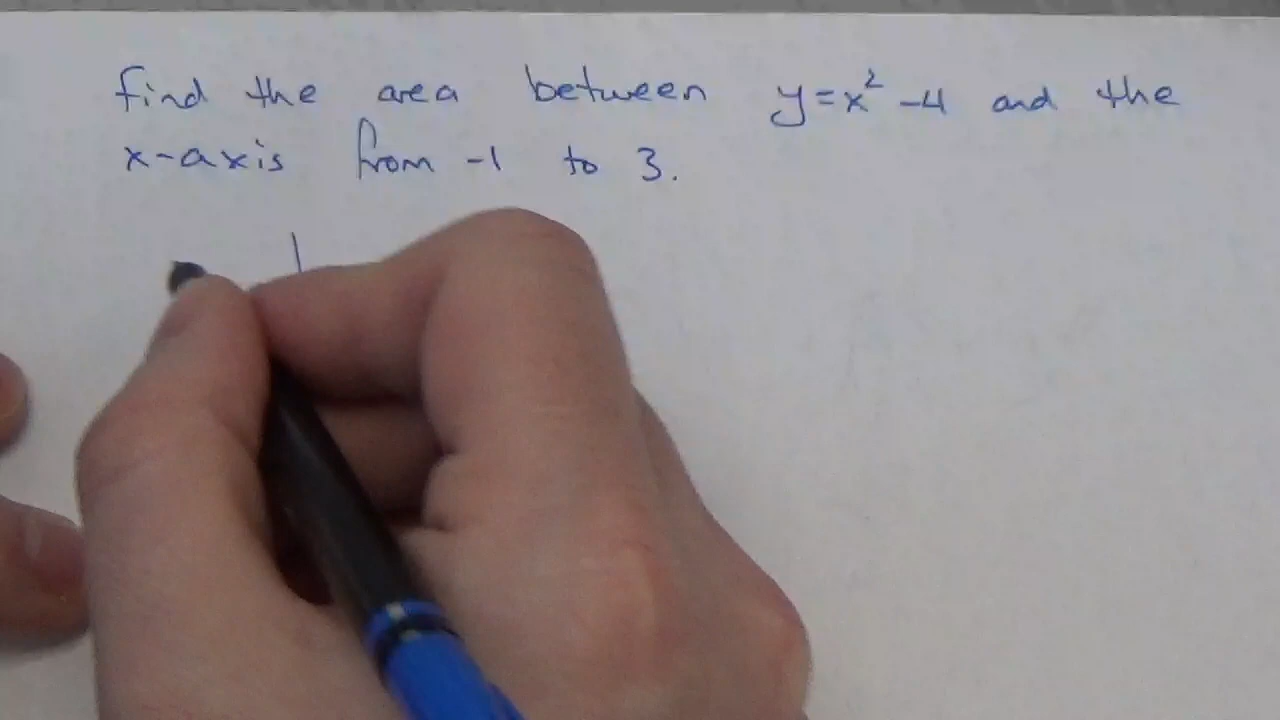 find the area between y=x² -4 and the
x-axis from -1 to 3.